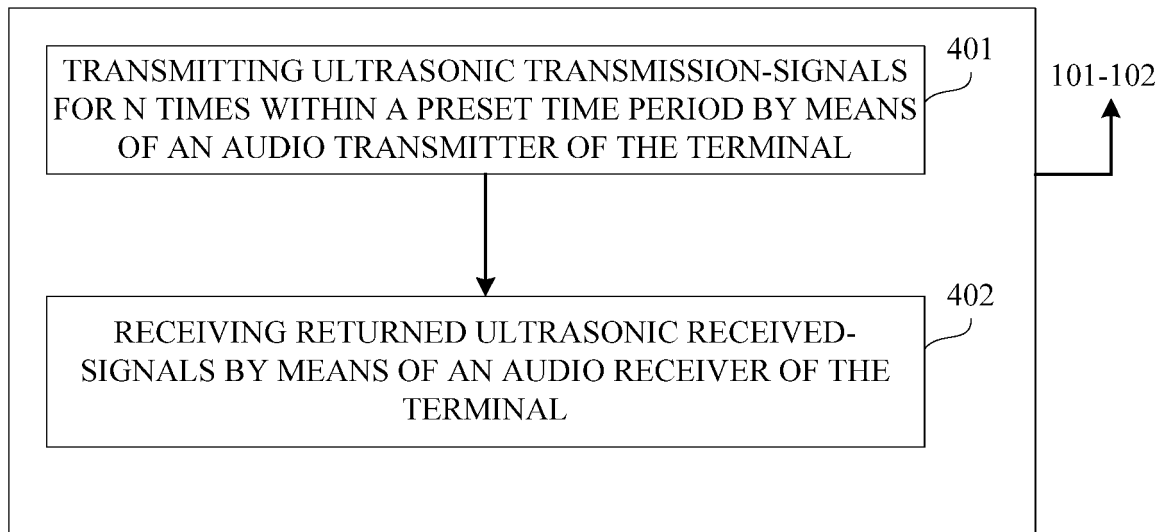 401
TRANSMITTING ULTRASONIC TRANSMISSION-SIGNALS
FOR N TIMES WITHIN A PRESET TIME PERIOD BY MEANS
OF AN AUDIO TRANSMITTER OF THE TERMINAL
101-102
402
RECEIVING RETURNED ULTRASONIC RECEIVED-
SIGNALS BY MEANS OF AN AUDIO RECEIVER OF THE
TERMINAL